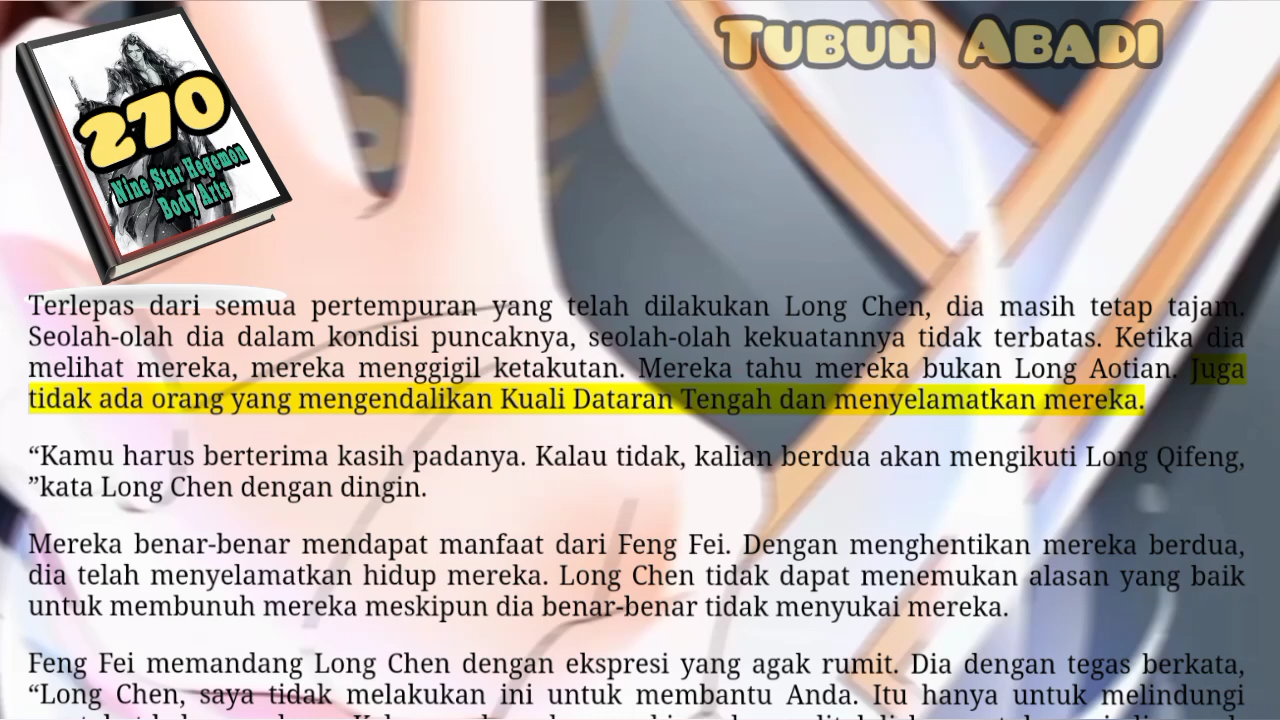 Tubuh Abadi
270
Nine Star Hegemon
Body Arts
Terlepas dari semua pertempuran yang telah dilakukan Long Chen, dia masih tetap tajam.
Seolah-olah dia dalam kondisi puncaknya, seolah-olah kekuatannya tidak terbatas. Ketika dia
melihat mereka, mereka menggigil ketakutan. Mereka tahu mereka bukan Long Aotian. Juga
tidak ada orang yang mengendalikan Kuali Dataran Tengah dan menyelamatkan mereka.
“Kamu harus berterima kasih padanya. Kalau tidak, kalian berdua akan mengikuti Long Qifeng,
”kata Long Chen dengan dingin.
Mereka benar-benar mendapat manfaat dari Feng Fei. Dengan menghentikan mereka berdua,
dia telah menyelamatkan hidup mereka. Long Chen tidak dapat menemukan alasan yang baik
untuk membunuh mereka meskipun dia benar-benar tidak menyukai mereka.
Feng Fei memandang Long Chen dengan ekspresi yang agak rumit. Dia dengan tegas berkata,
“Long Chen, saya tidak melakukan ini untuk membantu Anda. Itu hanya untuk melindungi